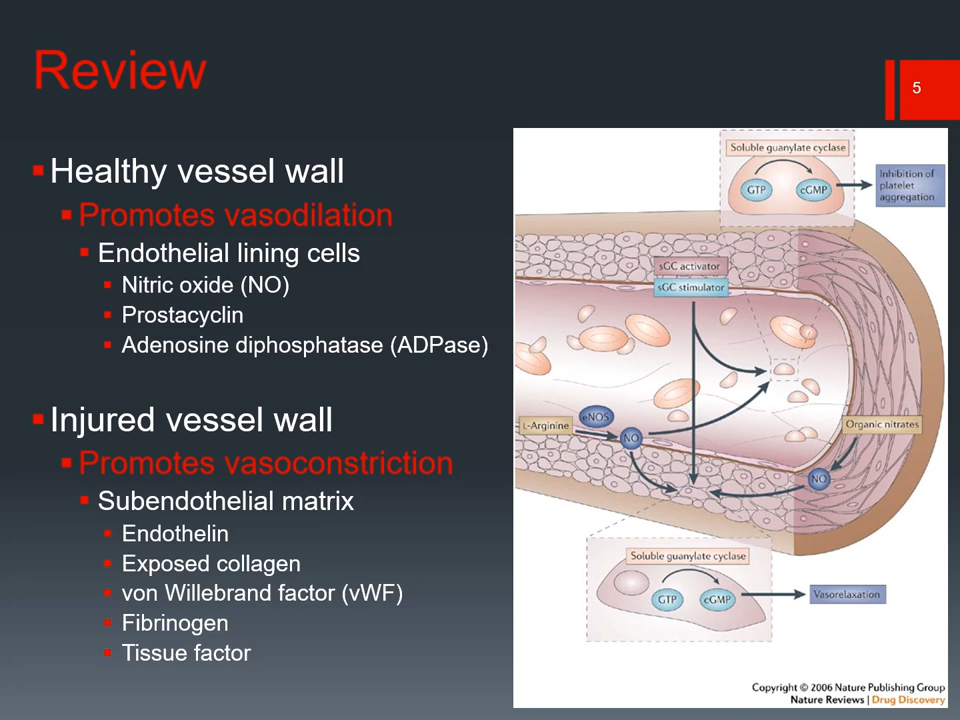 Review
5
Healthy vessel wall
Promotes vasodilation
Endothelial lining cells
Nitric oxide (NO)
Prostacyclin
Adenosine diphosphatase (ADPase)
Injured vessel wall
Promotes vasoconstriction
Subendothelial matrix
Endothelin
Exposed collagen
von Willebrand factor (vWF)
Fibrinogen
Tissue factor
Soluble guanylate cyclase
GTP
cGMP
Inhibition of
platelet
aggregation
sGC activator
sGC stimulator
L-Arginine
eNOS
NO
Organic nitrates
NO
Soluble guanylate cyclase
GTP
cGMP
Vasorelaxation
Copyright © 2006 Nature Publishing Group
Nature Reviews | Drug Discovery